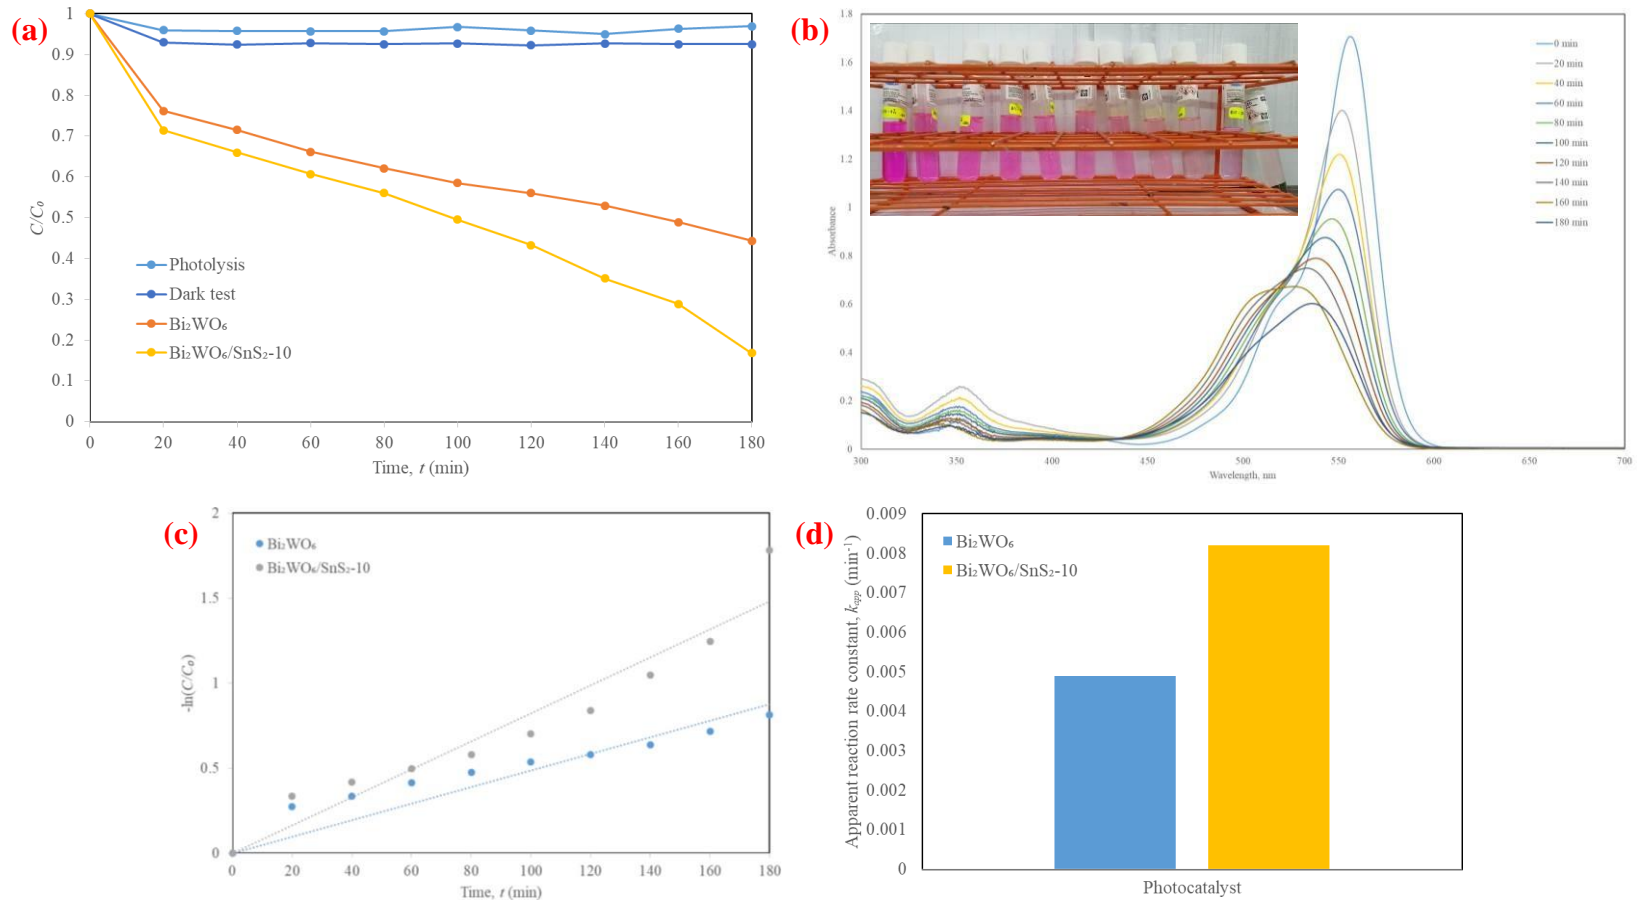 (a)
1
0.9
0.8
0.7
0.6
0.5
0.4
0.3
0.2
0.1
0
C/C₀
Photolysis
Dark test
Bi₂WO₆
Bi₂WO₆/SnS₂-10
0 20 40 60 80 100 120 140 160 180
Time, t (min)
(b)
1.8
1.6
1.4
1.2
1
0.8
0.6
0.4
0.2
0
Absorbance
0 min
20 min
40 min
60 min
80 min
100 min
120 min
140 min
160 min
180 min
300 350 400 450 500 550 600 650 700
Wavelength, nm
(c)
2
1.5
1
0.5
0
-ln(C/C₀)
Bi₂WO₆
Bi₂WO₆/SnS₂-10
0 20 40 60 80 100 120 140 160 180
Time, t (min)
(d)
0.009
0.008
0.007
0.006
0.005
0.004
0.003
0.002
0.001
0
Apparent reaction rate constant, kapp (min⁻¹)
Bi₂WO₆
Bi₂WO₆/SnS₂-10
Photocatalyst